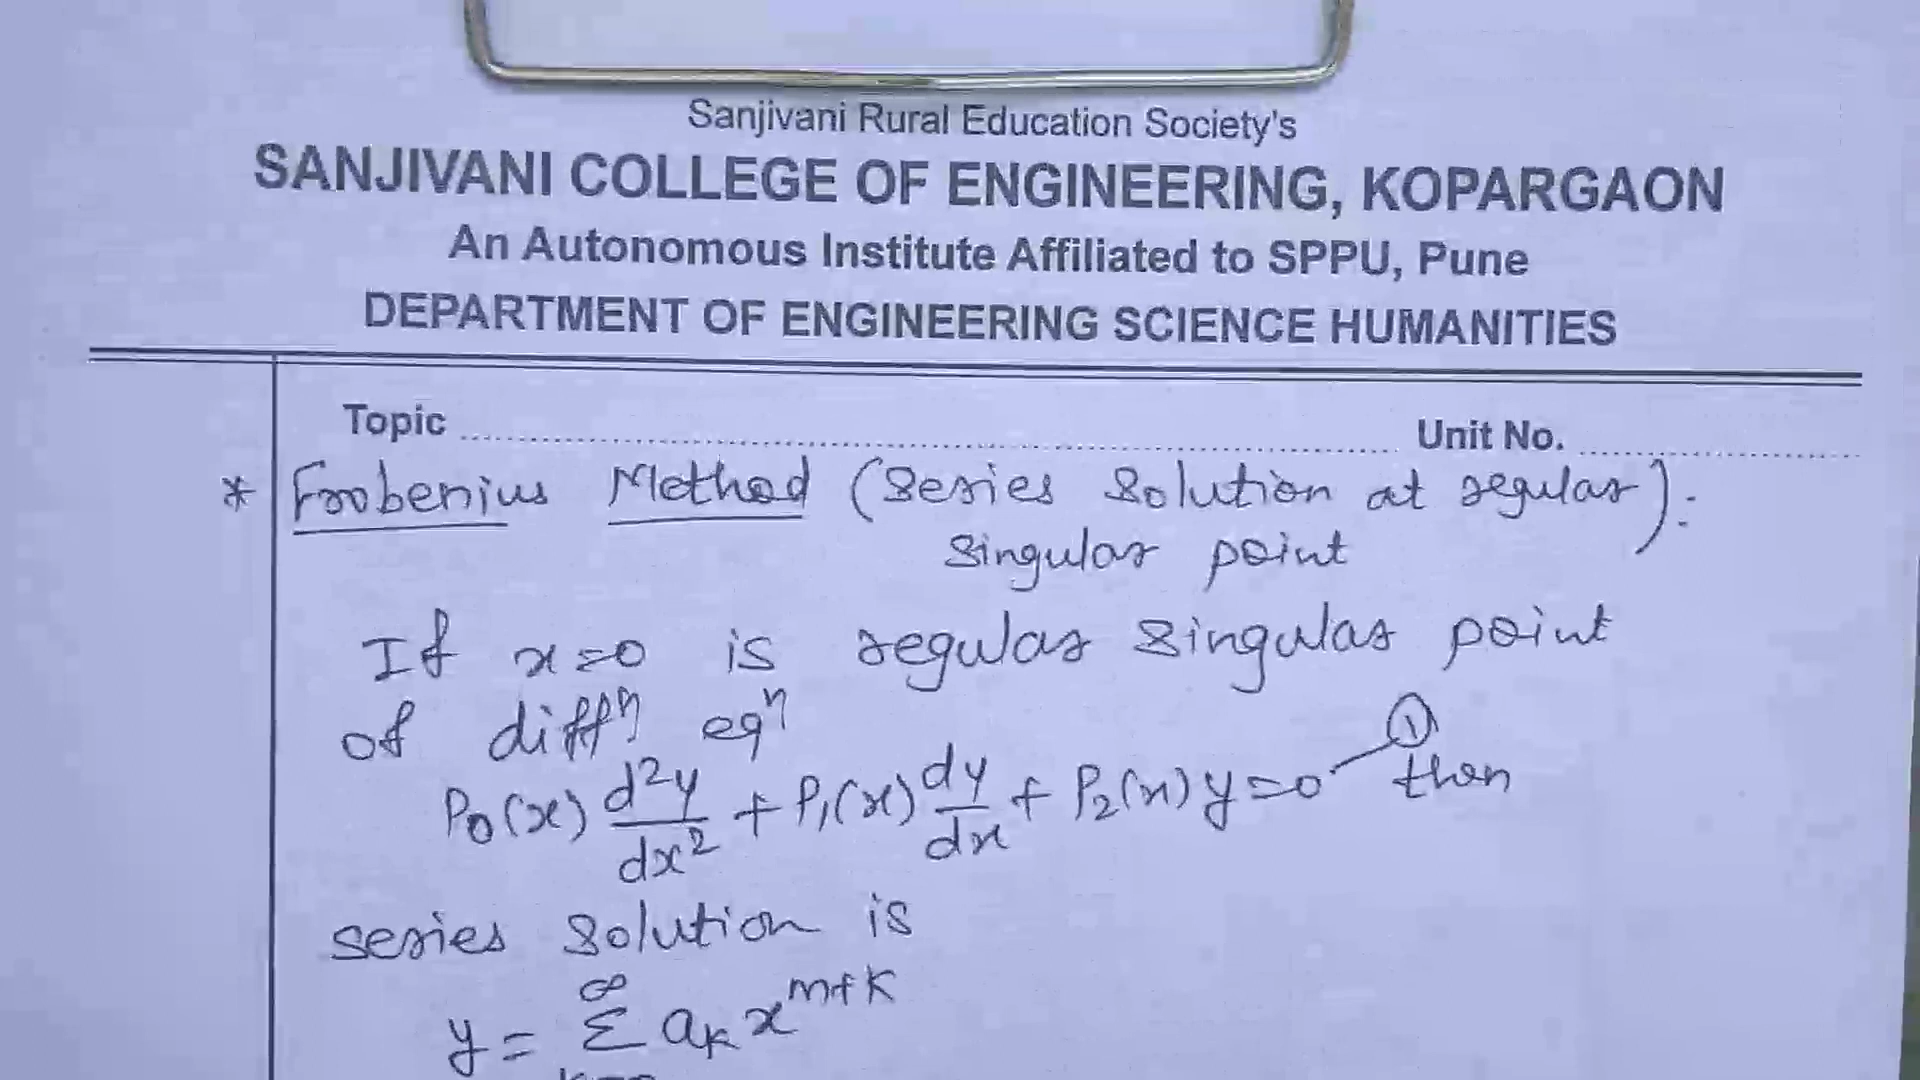 Sanjivani Rural Education Society's
SANJIVANI COLLEGE OF ENGINEERING, KOPARGAON
An Autonomous Institute Affiliated to SPPU, Pune
DEPARTMENT OF ENGINEERING SCIENCE HUMANITIES
Topic ........ Unit No. ........
* Frobenius Method (Series Solution at regular):
Singular point
If x=0 is regular singular point
of diffⁿ eqⁿ ①
P₀(x) d²y/dx² + P₁(x) dy/dx + P₂(x) y=0 then
series solution is
y = ∞ Σ aₖ x^(m+k)